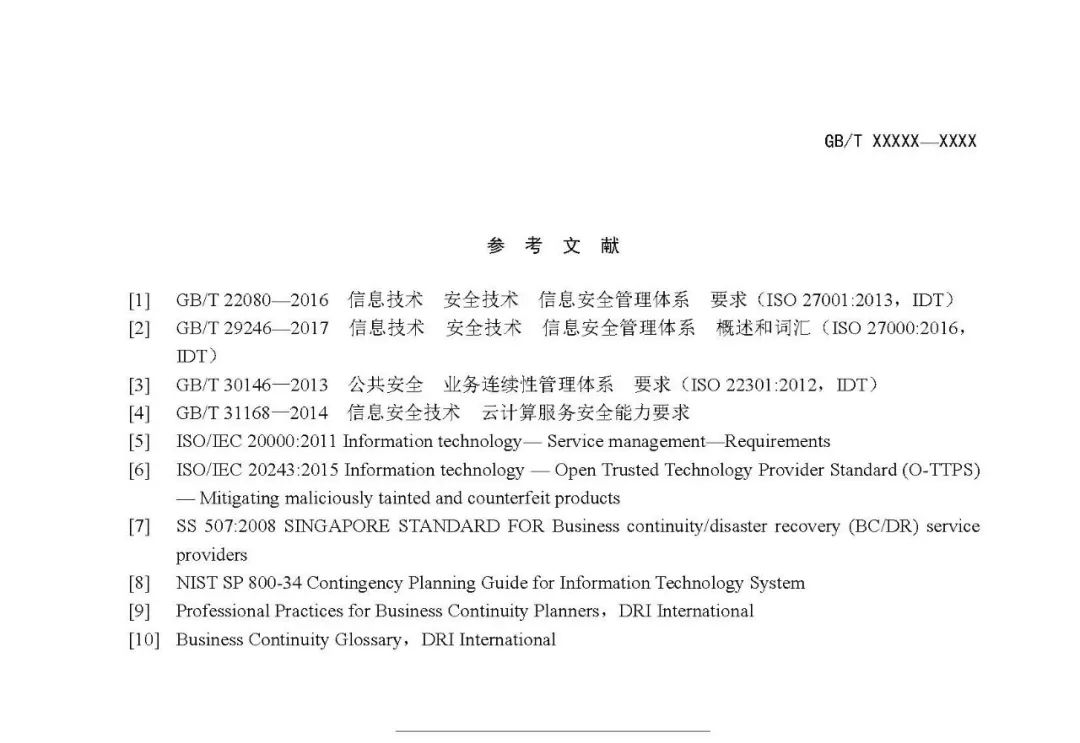 GB/T XXXXX—XXXX
参 考 文 献
[1] GB/T 22080—2016 信息技术 安全技术 信息安全管理体系 要求（ISO 27001:2013，IDT）
[2] GB/T 29246—2017 信息技术 安全技术 信息安全管理体系 概述和词汇（ISO 27000:2016，
IDT）
[3] GB/T 30146—2013 公共安全 业务连续性管理体系 要求（ISO 22301:2012，IDT）
[4] GB/T 31168—2014 信息安全技术 云计算服务安全能力要求
[5] ISO/IEC 20000:2011 Information technology— Service management—Requirements
[6] ISO/IEC 20243:2015 Information technology — Open Trusted Technology Provider Standard (O-TTPS)
— Mitigating maliciously tainted and counterfeit products
[7] SS 507:2008 SINGAPORE STANDARD FOR Business continuity/disaster recovery (BC/DR) service
providers
[8] NIST SP 800-34 Contingency Planning Guide for Information Technology System
[9] Professional Practices for Business Continuity Planners，DRI International
[10] Business Continuity Glossary，DRI International